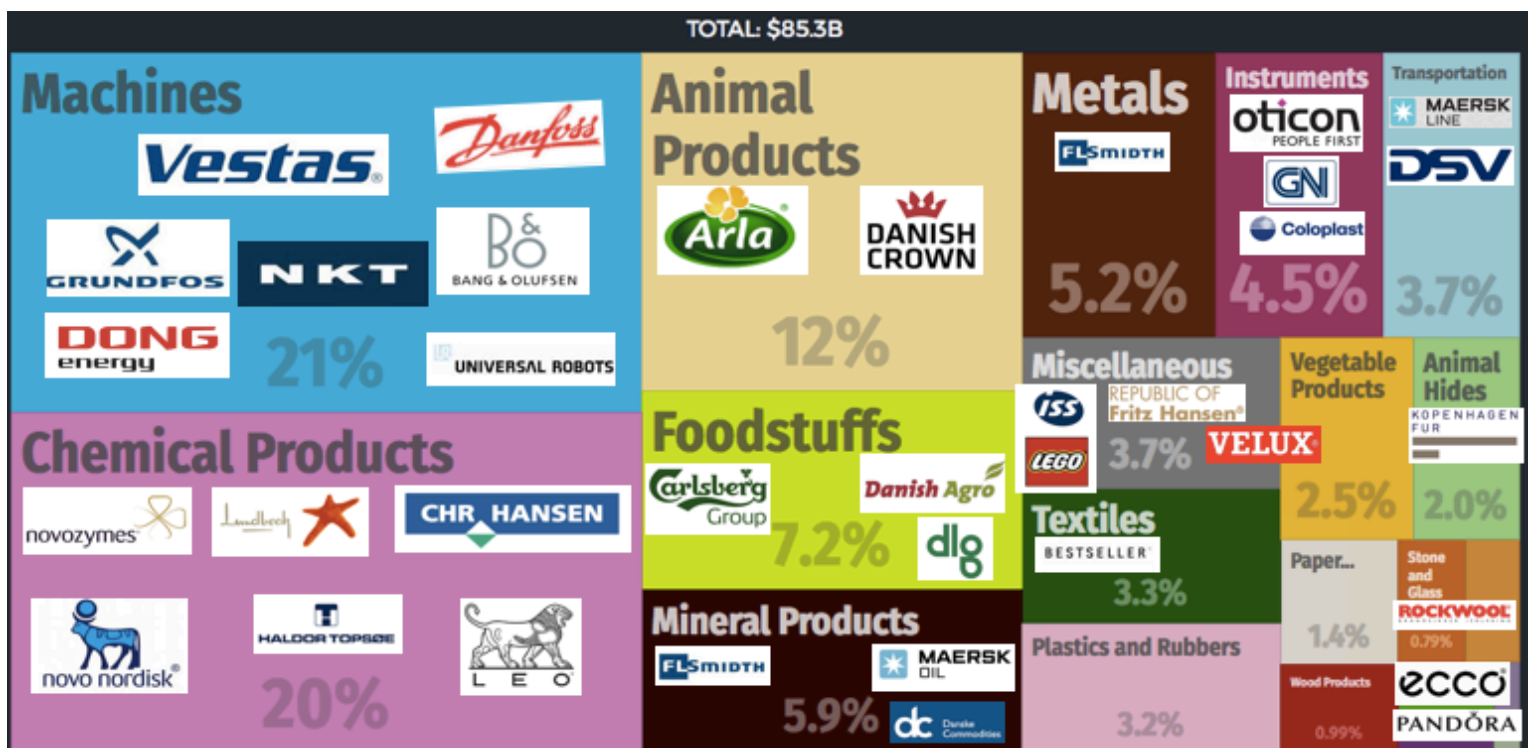 TOTAL: $85.3B
Machines
Vestas
Danfoss
GRUNDFOS
NKT
B&O
BANG & OLUFSEN
DONG
energy
21%
UNIVERSAL ROBOTS
Chemical Products
novozymes
Lundbeck
CHR HANSEN
novo nordisk®
HALDOR TOPSØE
LEO
20%
Animal
Products
Arla
DANISH
CROWN
12%
Foodstuffs
Carlsberg
Group
Danish Agro
7.2%
dlg
Mineral Products
FLSMIDTH
MAERSK
OIL
5.9%
dc Danske
Commodities
Metals
FLSMIDTH
5.2%
Instruments
oticon
PEOPLE FIRST
GN
Coloplast
4.5%
Transportation
MAERSK
LINE
DSV
3.7%
Miscellaneous
ISS
REPUBLIC OF
Fritz Hansen®
LEGO
3.7%
VELUX
Vegetable
Products
2.5%
Animal
Hides
KOPENHAGEN
FUR
2.0%
Textiles
BESTSELLER
3.3%
Plastics and Rubbers
3.2%
Paper...
1.4%
Stone
and
Glass
ROCKWOOL
0.79%
Wood Products
0.99%
ecco
PANDÖRA